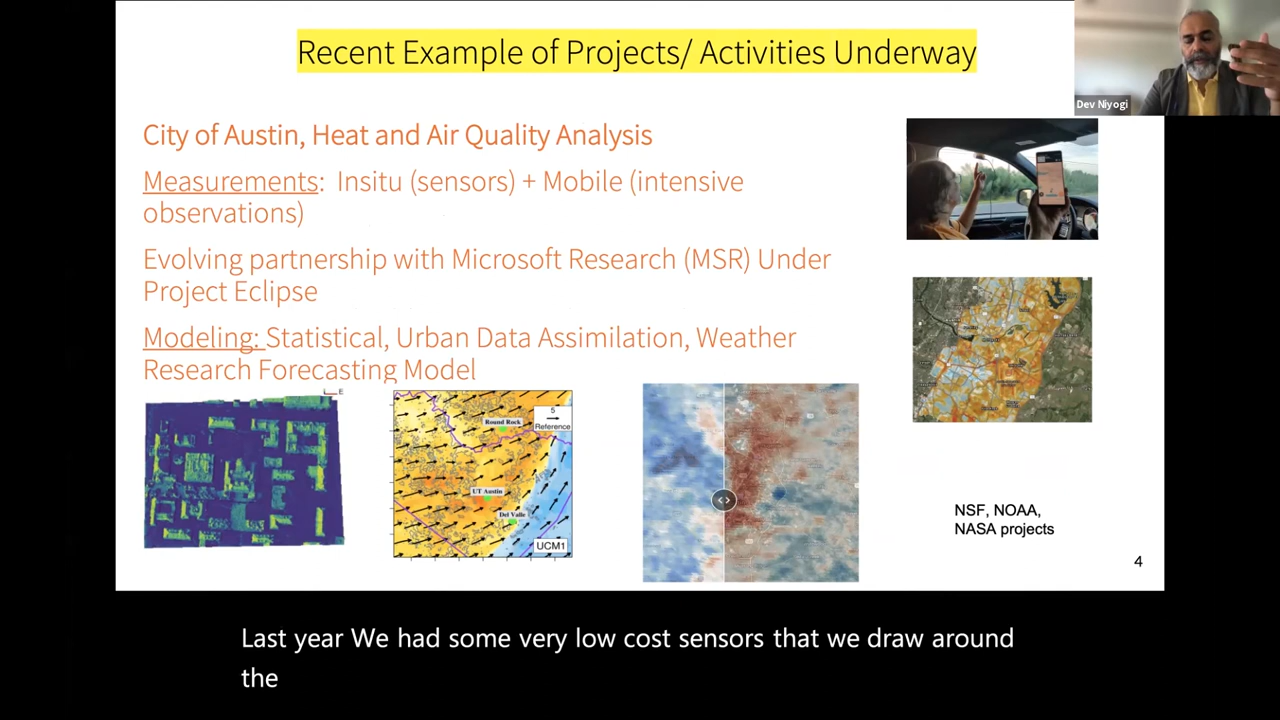 Recent Example of Projects/ Activities Underway
Dev Niyogi
City of Austin, Heat and Air Quality Analysis
Measurements: Insitu (sensors) + Mobile (intensive
observations)
Evolving partnership with Microsoft Research (MSR) Under
Project Eclipse
Modeling: Statistical, Urban Data Assimilation, Weather
Research Forecasting Model
E
Round Rock
5
Reference
UT Austin
Del Valle
UCM1
NSF, NOAA,
NASA projects
4
Last year We had some very low cost sensors that we draw around
the